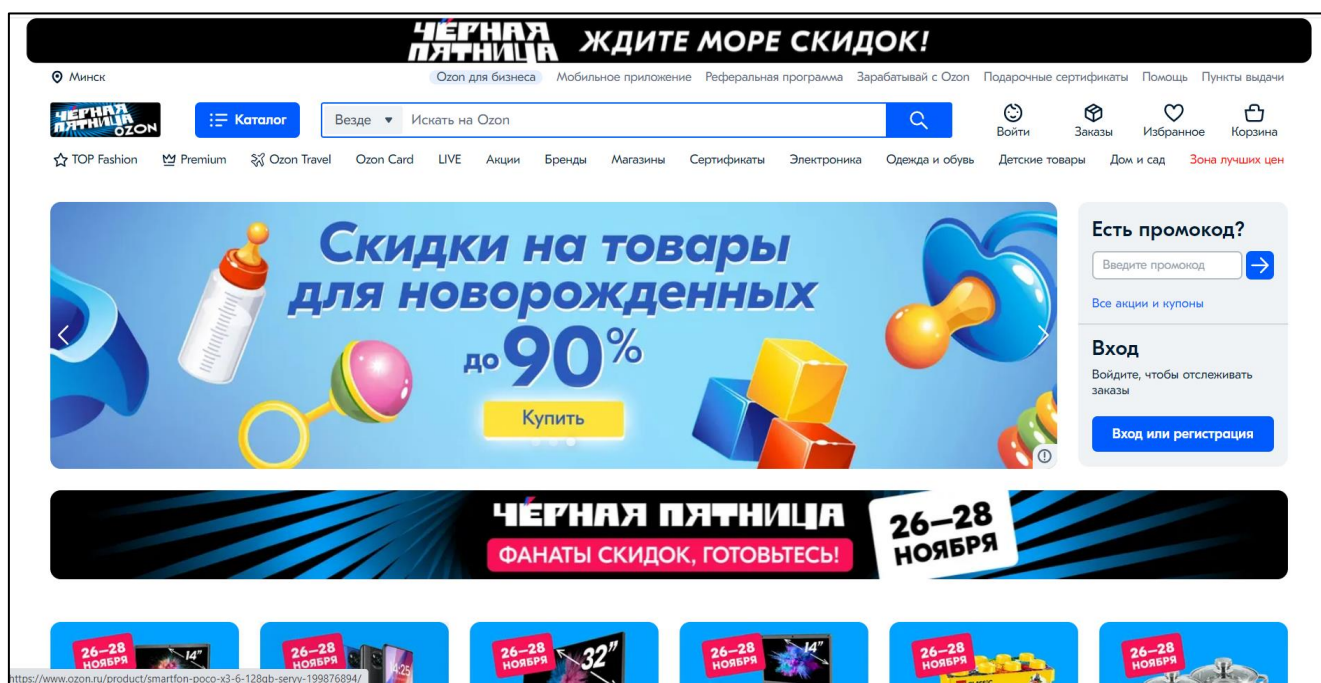 ЧЁРНАЯ
ПЯТНИЦА
ЖДИТЕ МОРЕ СКИДОК!
Минск
Ozon для бизнеса Мобильное приложение Реферальная программа Зарабатывай с Ozon Подарочные сертификаты Помощь Пункты выдачи
ЧЕРНАЯ
ПЯТНИЦА
OZON
Каталог
Везде Искать на Ozon
Войти Заказы Избранное Корзина
TOP Fashion Premium Ozon Travel Ozon Card LIVE Акции Бренды Магазины Сертификаты Электроника Одежда и обувь Детские товары Дом и сад Зона лучших цен
Скидки на товары
для новорожденных
до 90%
Купить
Есть промокод?
Введите промокод
Все акции и купоны
Вход
Войдите, чтобы отслеживать
заказы
Вход или регистрация
ЧЁРНАЯ ПЯТНИЦА
ФАНАТЫ СКИДОК, ГОТОВЬТЕСЬ!
26–28
НОЯБРЯ
26–28
НОЯБРЯ
14"
26–28
НОЯБРЯ
4:25
26–28
НОЯБРЯ
32"
26–28
НОЯБРЯ
14"
26–28
НОЯБРЯ
26–28
НОЯБРЯ
https://www.ozon.ru/product/smartfon-poco-x3-6-128gb-seryy-199876894/